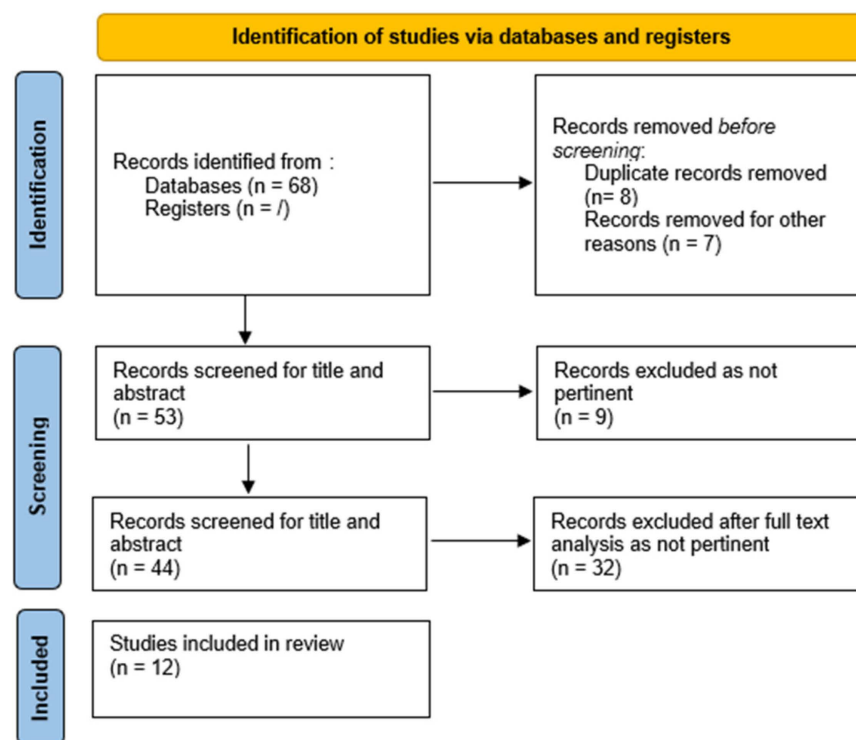 Identification of studies via databases and registers
Identification
Records identified from :
Databases (n = 68)
Registers (n = /)
Records removed before
screening:
Duplicate records removed
(n= 8)
Records removed for other
reasons (n = 7)
Screening
Records screened for title and
abstract
(n = 53)
Records excluded as not
pertinent
(n = 9)
Records screened for title and
abstract
(n = 44)
Records excluded after full text
analysis as not pertinent
(n = 32)
Included
Studies included in review
(n = 12)